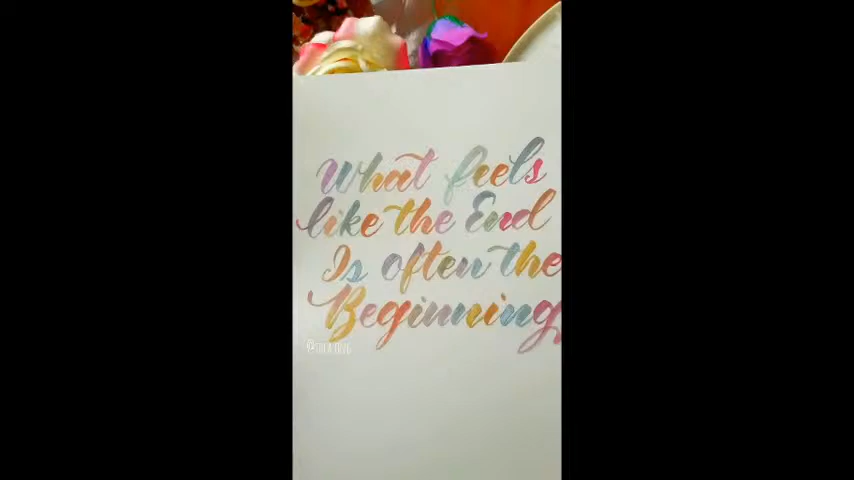 What feels
like the End
Is often the
Beginning